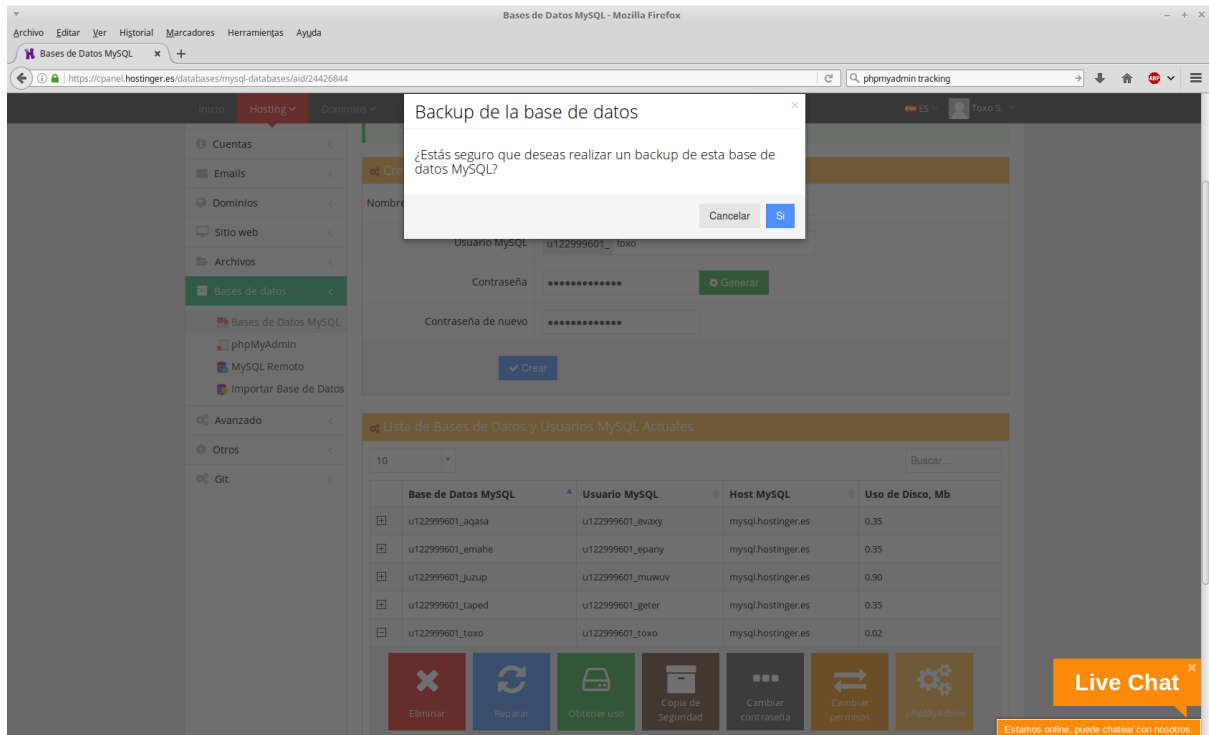 Bases de Datos MySQL - Mozilla Firefox
Archivo Editar Ver Historial Marcadores Herramientas Ayuda
Bases de Datos MySQL
https://cpanel.hostinger.es/databases/mysql-databases/aid/24426844
phpmyadmin tracking
ABP
Inicio Hosting Dominios ES Toxo S.
Backup de la base de datos
¿Estás seguro que deseas realizar un backup de esta base de
datos MySQL?
Cancelar Si
Cuentas
Emails
Dominios
Sitio web
Archivos
Bases de datos
Bases de Datos MySQL
phpMyAdmin
MySQL Remoto
Importar Base de Datos
Avanzado
Otros
Git
Cre
Nombre
Usuario MySQL u122999601_ toxo
Contraseña ••••••••••••• Generar
Contraseña de nuevo •••••••••••••
Crear
Lista de Bases de Datos y Usuarios MySQL Actuales
10 Buscar...
Base de Datos MySQL Usuario MySQL Host MySQL Uso de Disco, Mb
u122999601_aqasa u122999601_evaxy mysql.hostinger.es 0.35
u122999601_emahe u122999601_epany mysql.hostinger.es 0.35
u122999601_juzup u122999601_muwuv mysql.hostinger.es 0.90
u122999601_taped u122999601_geter mysql.hostinger.es 0.35
u122999601_toxo u122999601_toxo mysql.hostinger.es 0.02
Eliminar
Reparar
Obtener uso
Copia de
Seguridad
Cambiar
contraseña
Cambiar
permisos
phpMyAdmin
Live Chat
Estamos online, puede chatear con nosotros.